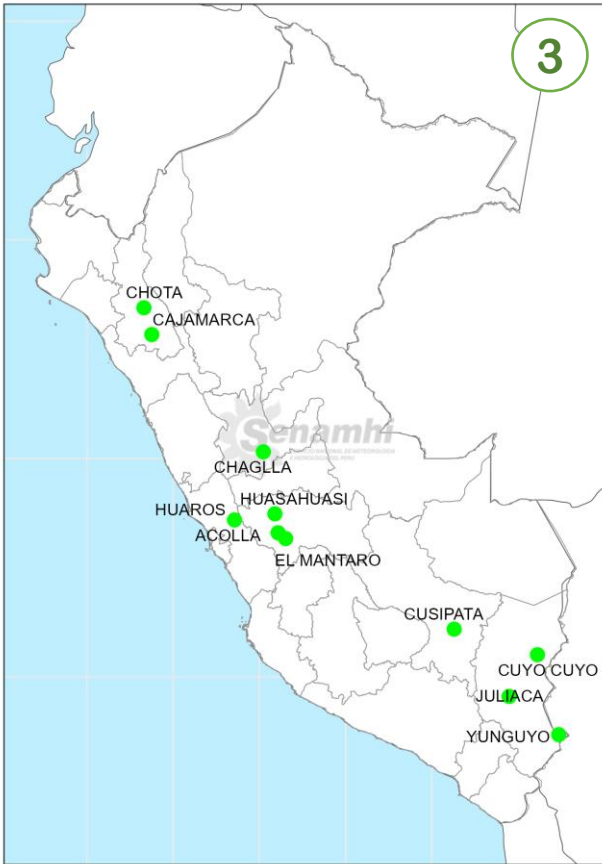 3
CHOTA
CAJAMARCA
Senamhi
CHAGLLA
HUASAHUASI
HUAROS
ACOLLA
EL MANTARO
CUSIPATA
CUYO CUYO
JULIACA
YUNGUYO